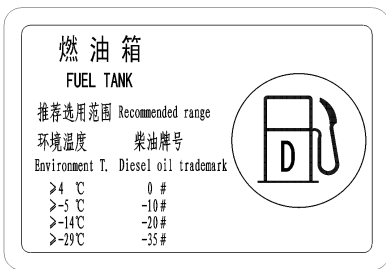 燃油箱
FUEL TANK
推荐选用范围 Recommended range
环境温度 柴油牌号
Environment T. Diesel oil trademark
≥4 ℃ 0 #
≥-5 ℃ -10#
≥-14℃ -20#
≥-29℃ -35#
D